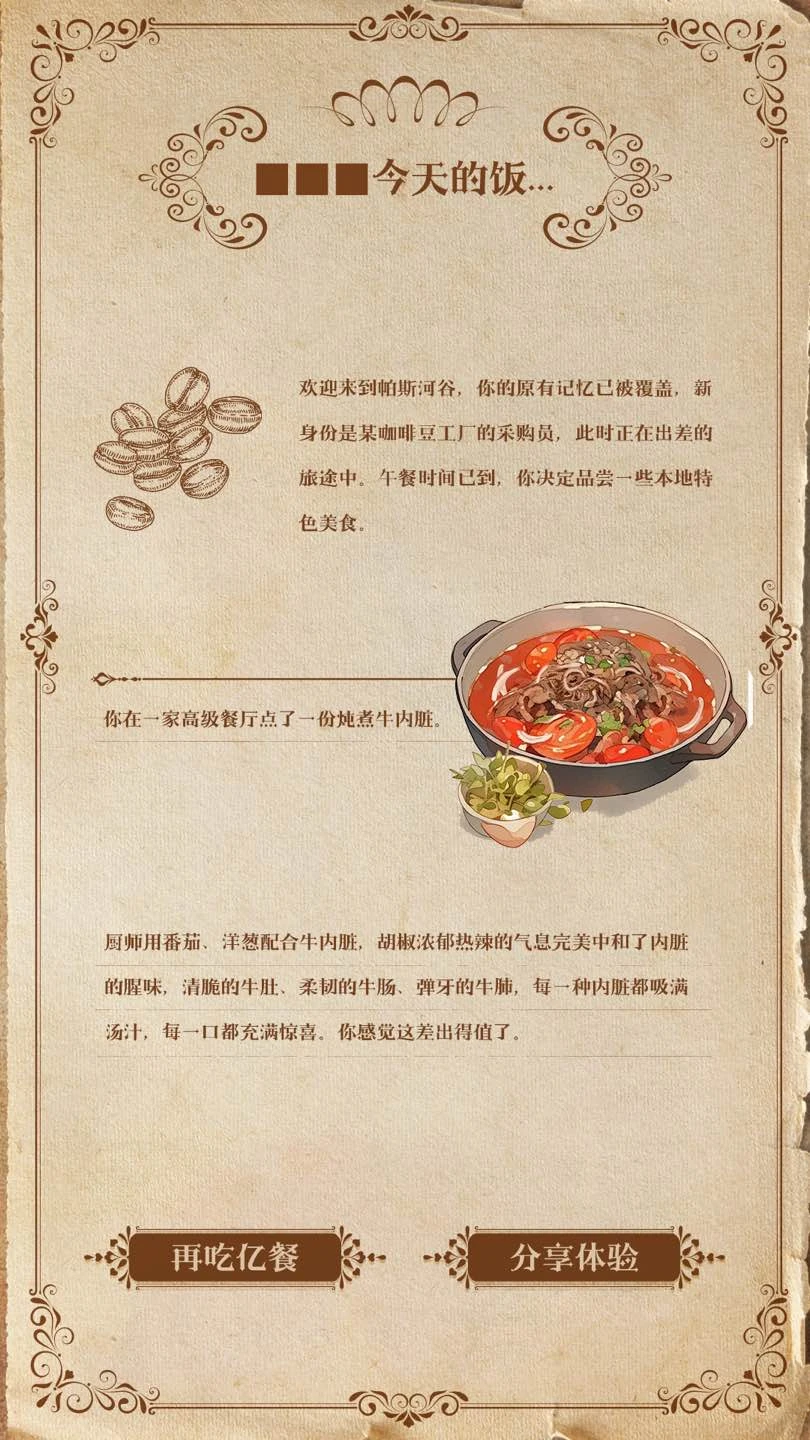 ■■■今天的饭...
欢迎来到帕斯河谷，你的原有记忆已被覆盖，新
身份是某咖啡豆工厂的采购员，此时正在出差的
旅途中。午餐时间已到，你决定品尝一些本地特
色美食。
你在一家高级餐厅点了一份炖煮牛内脏。
厨师用番茄、洋葱配合牛内脏，胡椒浓郁热辣的气息完美中和了内脏
的腥味，清脆的牛肚、柔韧的牛肠、弹牙的牛肺，每一种内脏都吸满
汤汁，每一口都充满惊喜。你感觉这差出得值了。
再吃亿餐
分享体验